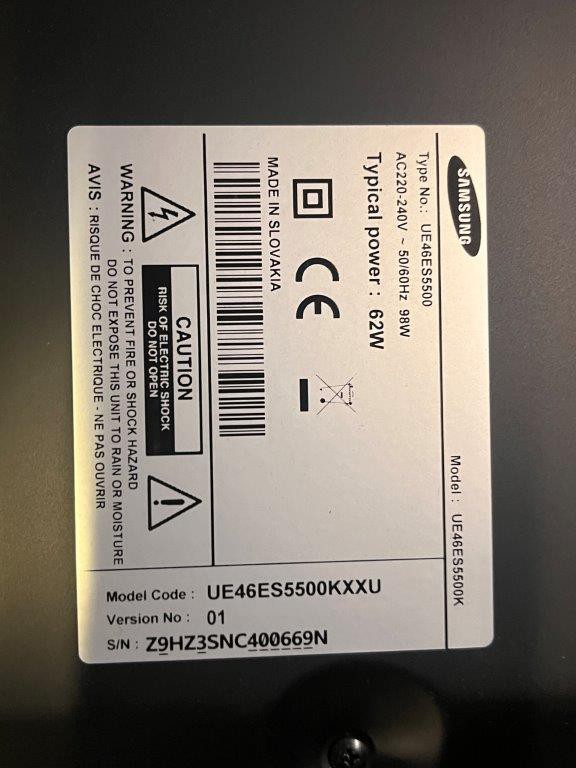 SAMSUNG
Model : UE46ES5500K
Type No.: UE46ES5500
AC220-240V ~ 50/60Hz 98W
Typical power : 62W
MADE IN SLOVAKIA
CAUTION
RISK OF ELECTRIC SHOCK
DO NOT OPEN
WARNING : TO PREVENT FIRE OR SHOCK HAZARD
DO NOT EXPOSE THIS UNIT TO RAIN OR MOISTURE
AVIS : RISQUE DE CHOC ELECTRIQUE - NE PAS OUVRIR
Model Code : UE46ES5500KXXU
Version No : 01
S/N : Z9HZ3SNC400669N